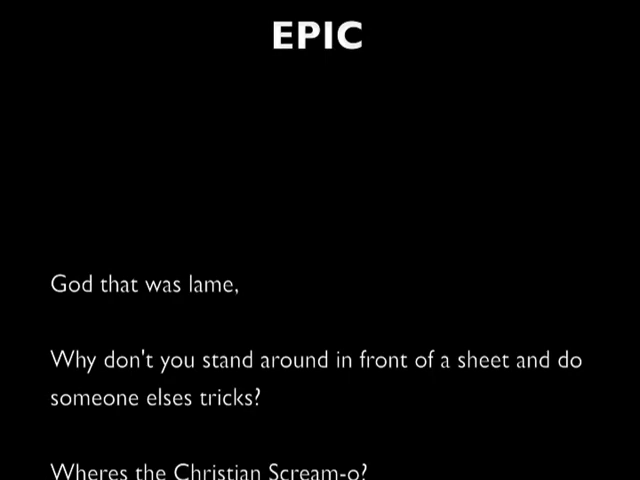 EPIC
God that was lame,
Why don't you stand around in front of a sheet and do
someone elses tricks?
Wheres the Christian Scream-o?